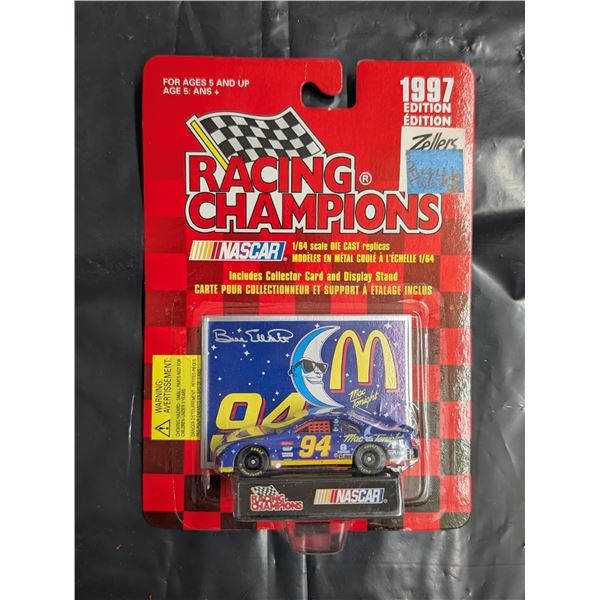 FOR AGES 5 AND UP
AGE 5: ANS +
1997
EDITION
ÉDITION
Zellers
RACING®
CHAMPIONS
NASCAR
1/64 scale DIE CAST replicas
MODÈLES EN MÉTAL COULÉ À L'ÉCHELLE 1/64
Includes Collector Card and Display Stand
CARTE POUR COLLECTIONNEUR ET SUPPORT À ÉTALAGE INCLUS
WARNING:
AVERTISSEMENT:
M
Mac
Tonight
94
94
Mac Tonight
RACING
CHAMPIONS
NASCAR